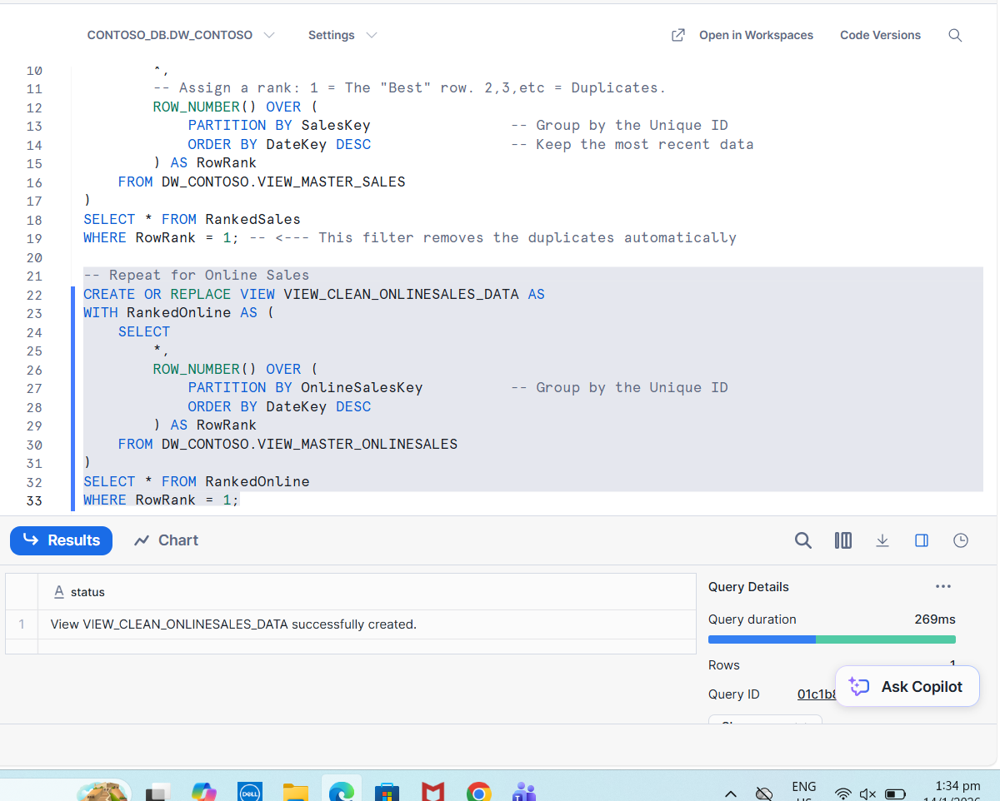 CONTOSO_DB.DW_CONTOSO
Settings
Open in Workspaces
Code Versions
10 *,
11 -- Assign a rank: 1 = The "Best" row. 2,3,etc = Duplicates.
12 ROW_NUMBER() OVER (
13 PARTITION BY SalesKey -- Group by the Unique ID
14 ORDER BY DateKey DESC -- Keep the most recent data
15 ) AS RowRank
16 FROM DW_CONTOSO.VIEW_MASTER_SALES
17 )
18 SELECT * FROM RankedSales
19 WHERE RowRank = 1; -- <--- This filter removes the duplicates automatically
20
21 -- Repeat for Online Sales
22 CREATE OR REPLACE VIEW VIEW_CLEAN_ONLINESALES_DATA AS
23 WITH RankedOnline AS (
24 SELECT
25 *,
26 ROW_NUMBER() OVER (
27 PARTITION BY OnlineSalesKey -- Group by the Unique ID
28 ORDER BY DateKey DESC
29 ) AS RowRank
30 FROM DW_CONTOSO.VIEW_MASTER_ONLINESALES
31 )
32 SELECT * FROM RankedOnline
33 WHERE RowRank = 1;
Results
Chart
A status
1 View VIEW_CLEAN_ONLINESALES_DATA successfully created.
Query Details
Query duration 269ms
Rows 1
Query ID 01c1b8
Ask Copilot
DELL
ENG
1:34 pm